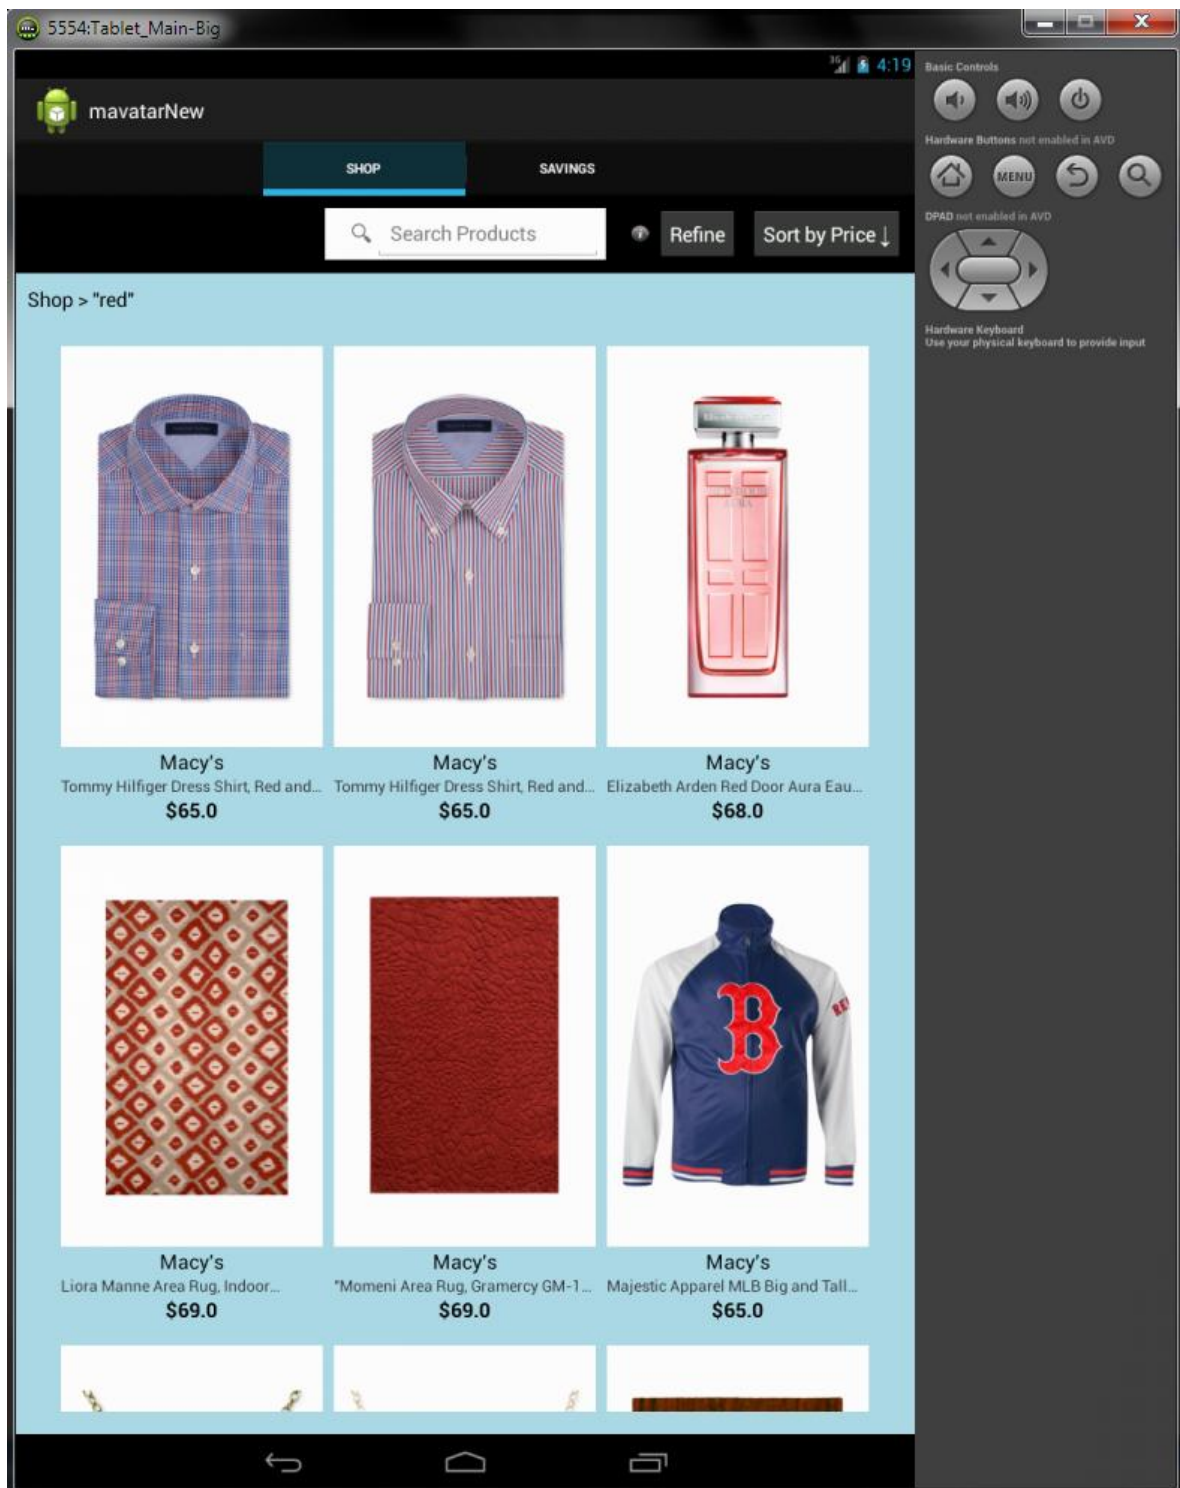 5554:Tablet_Main-Big
3G 4:19
mavatarNew
SHOP SAVINGS
Search Products Refine Sort by Price↓
Shop > "red"
Macy's Macy's Macy's
Tommy Hilfiger Dress Shirt, Red and... Tommy Hilfiger Dress Shirt, Red and... Elizabeth Arden Red Door Aura Eau...
$65.0 $65.0 $68.0
B
Macy's Macy's Macy's
Liora Manne Area Rug, Indoor... "Momeni Area Rug, Gramercy GM-1... Majestic Apparel MLB Big and Tall...
$69.0 $69.0 $65.0
Basic Controls
Hardware Buttons not enabled in AVD
MENU
DPAD not enabled in AVD
Hardware Keyboard
Use your physical keyboard to provide input